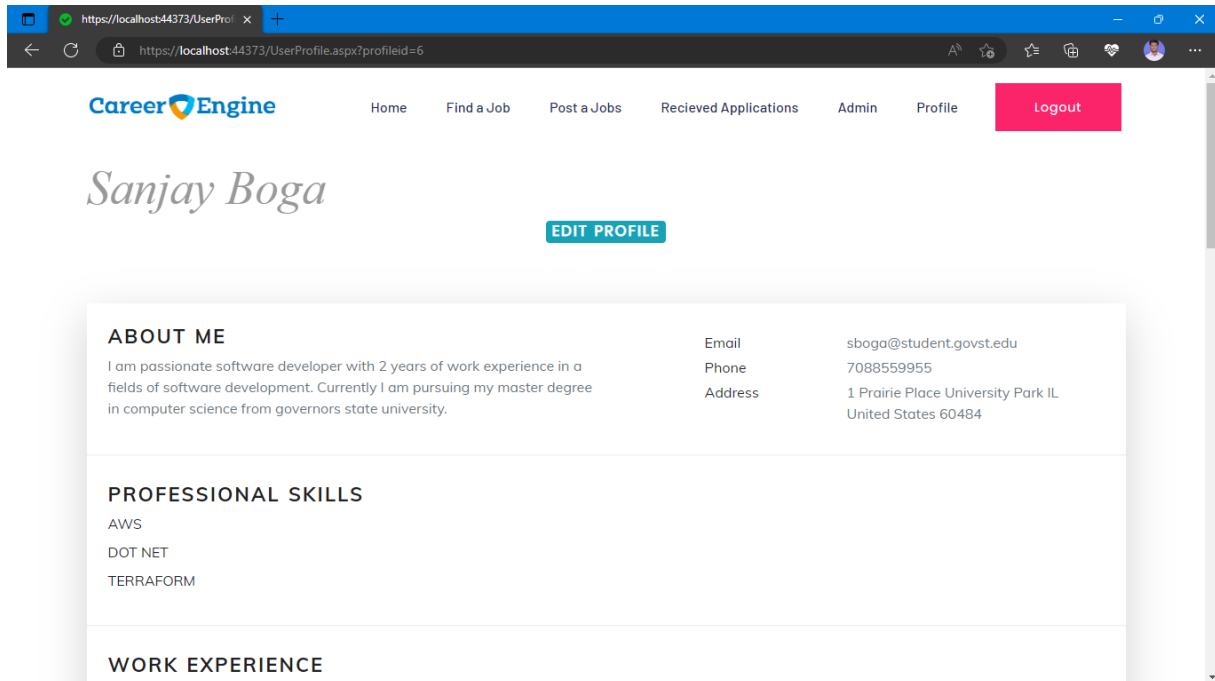 https://localhost:44373/UserProf
https://localhost:44373/UserProfile.aspx?profileid=6
Career Engine
Home
Find a Job
Post a Jobs
Recieved Applications
Admin
Profile
Logout
Sanjay Boga
EDIT PROFILE
ABOUT ME
I am passionate software developer with 2 years of work experience in a
fields of software development. Currently I am pursuing my master degree
in computer science from governors state university.
Email sboga@student.govst.edu
Phone 7088559955
Address 1 Prairie Place University Park IL
United States 60484
PROFESSIONAL SKILLS
AWS
DOT NET
TERRAFORM
WORK EXPERIENCE